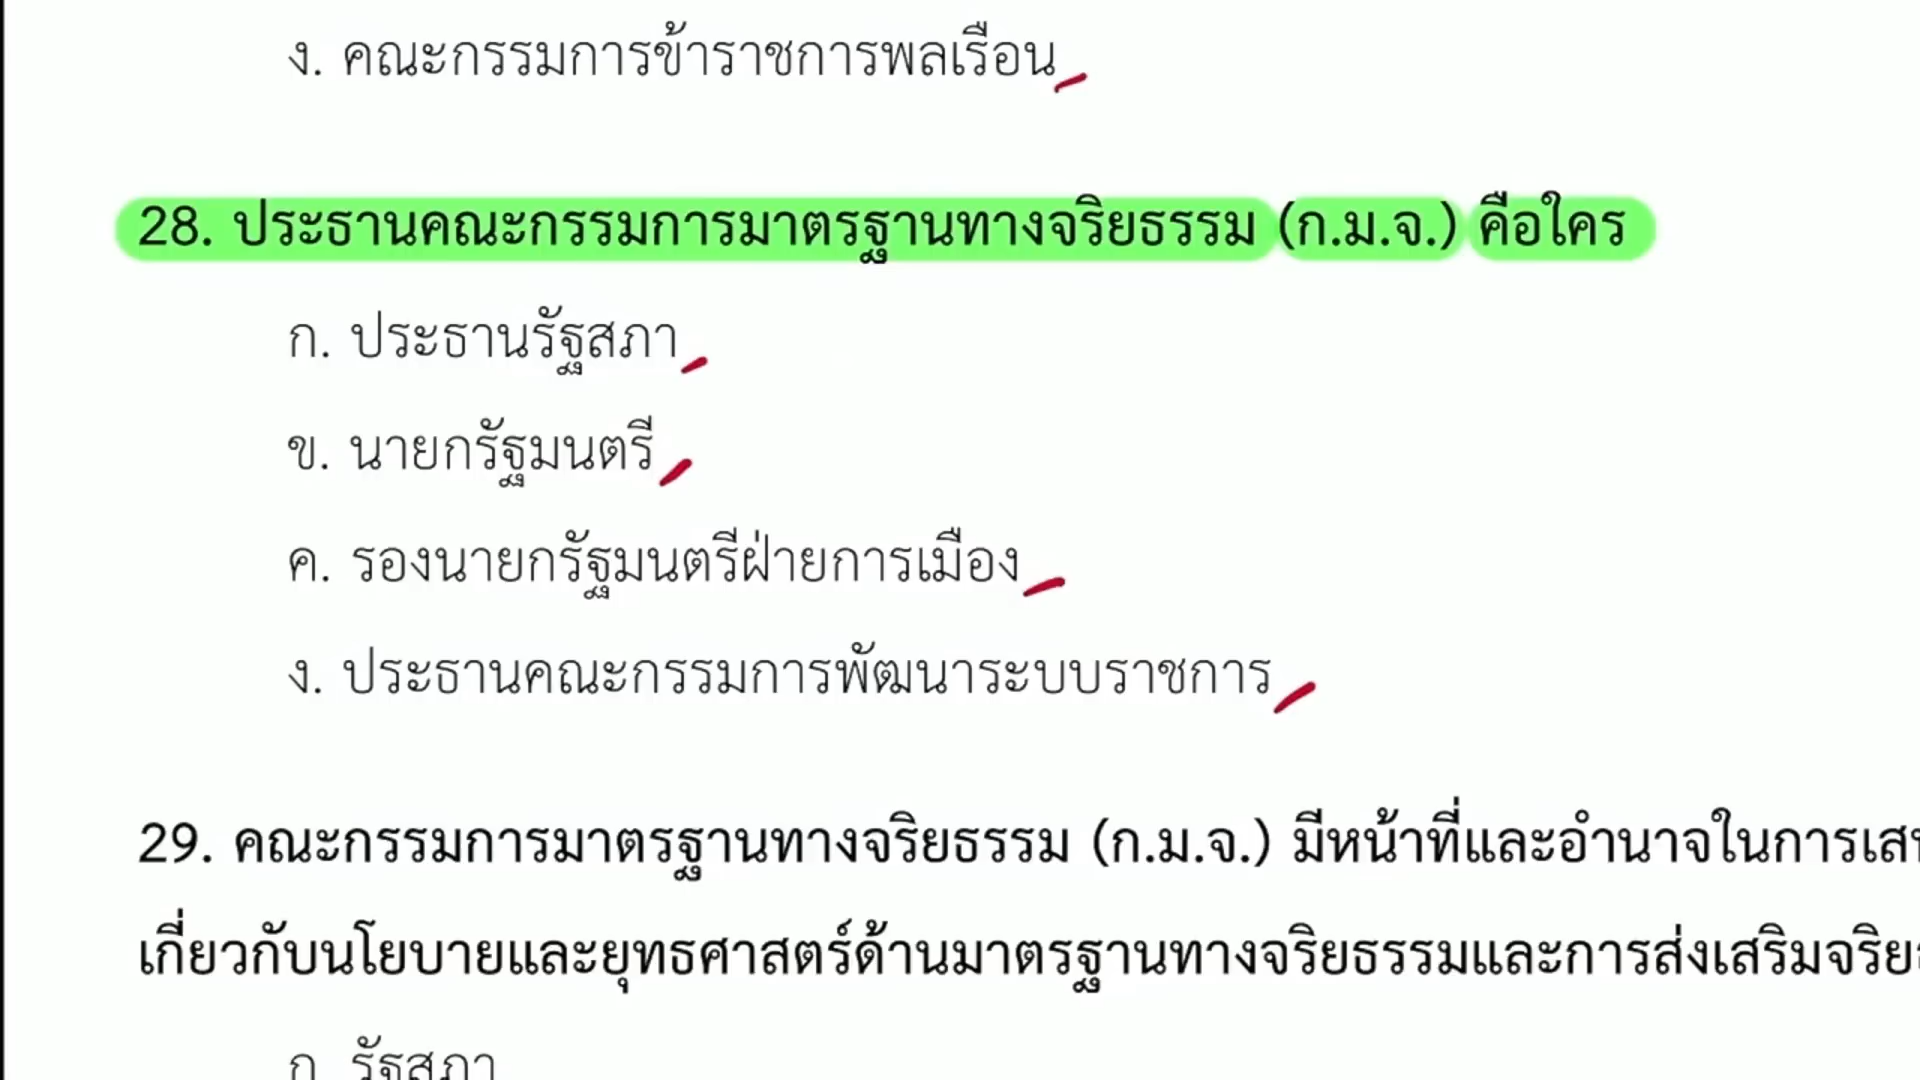 ง. คณะกรรมการข้าราชการพลเรือน
28. ประธานคณะกรรมการมาตรฐานทางจริยธรรม (ก.ม.จ.) คือใคร
ก. ประธานรัฐสภา
ข. นายกรัฐมนตรี
ค. รองนายกรัฐมนตรีฝ่ายการเมือง
ง. ประธานคณะกรรมการพัฒนาระบบราชการ
29. คณะกรรมการมาตรฐานทางจริยธรรม (ก.ม.จ.) มีหน้าที่และอำนาจในการ
เกี่ยวกับนโยบายและยุทธศาสตร์ด้านมาตรฐานทางจริยธรรมและการส่งเสริม
ก. รัฐสภา